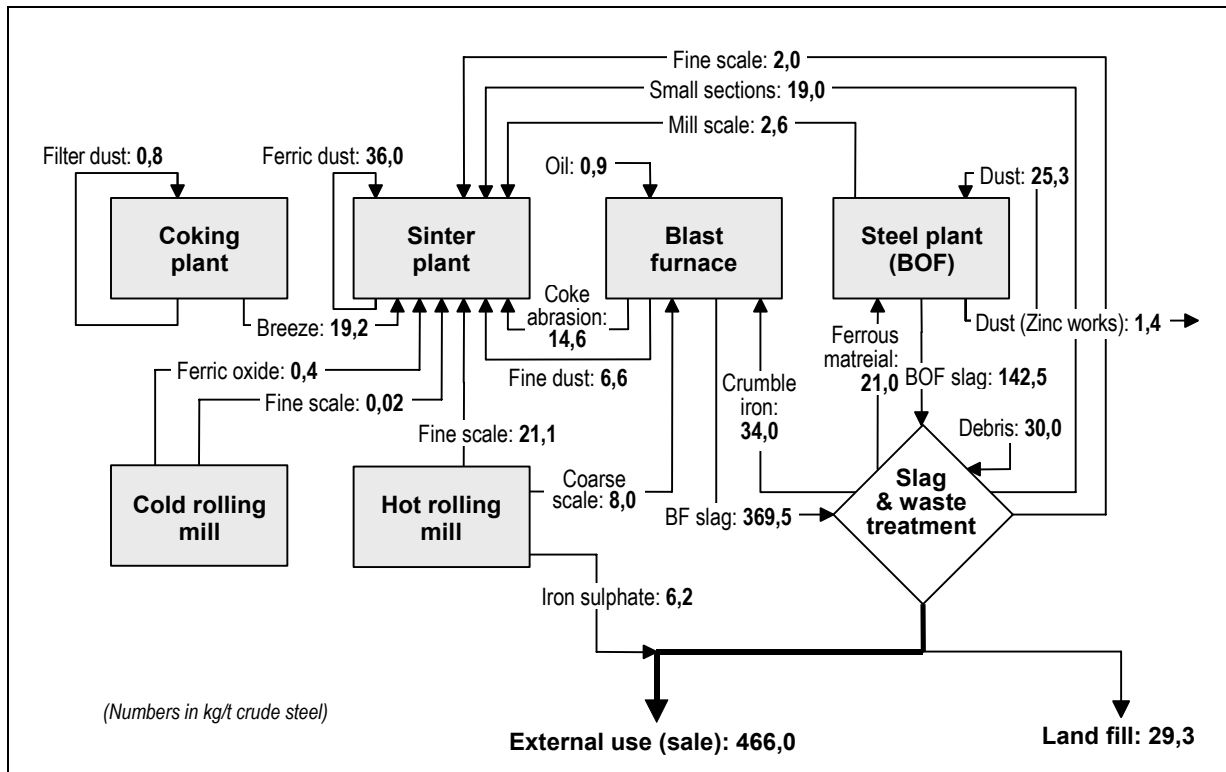 Fine scale: 2,0
Small sections: 19,0
Mill scale: 2,6
Filter dust: 0,8
Ferric dust: 36,0
Oil: 0,9
Dust: 25,3
Coking
plant
Sinter
plant
Blast
furnace
Steel plant
(BOF)
Breeze: 19,2
Coke
abrasion:
14,6
Dust (Zinc works): 1,4
Ferrous
matreial:
21,0
BOF slag: 142,5
Ferric oxide: 0,4
Fine dust: 6,6
Crumble
iron:
34,0
Fine scale: 0,02
Fine scale: 21,1
Debris: 30,0
Cold rolling
mill
Hot rolling
mill
Coarse
scale: 8,0
BF slag: 369,5
Slag
& waste
treatment
Iron sulphate: 6,2
(Numbers in kg/t crude steel)
External use (sale): 466,0
Land fill: 29,3